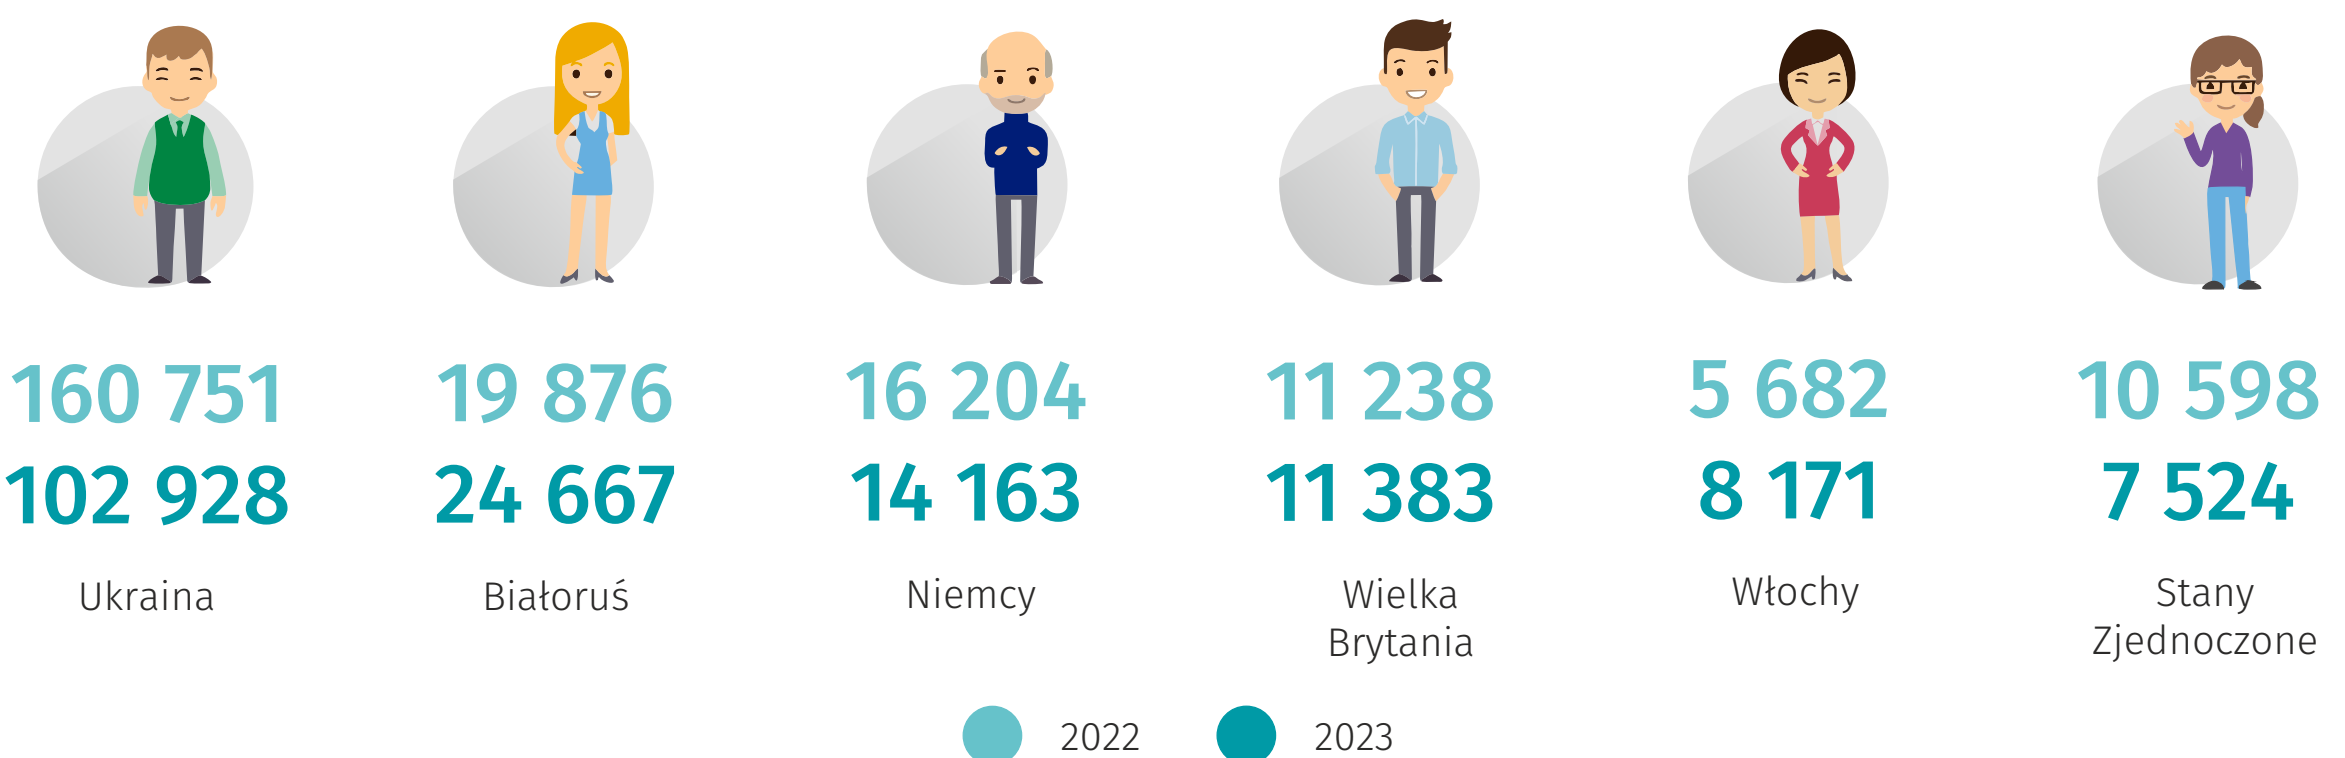 160 751
102 928
Ukraina
19 876
24 667
Białoruś
16 204
14 163
Niemcy
11 238
11 383
Wielka
Brytania
5 682
8 171
Włochy
10 598
7 524
Stany
Zjednoczone
2022
2023